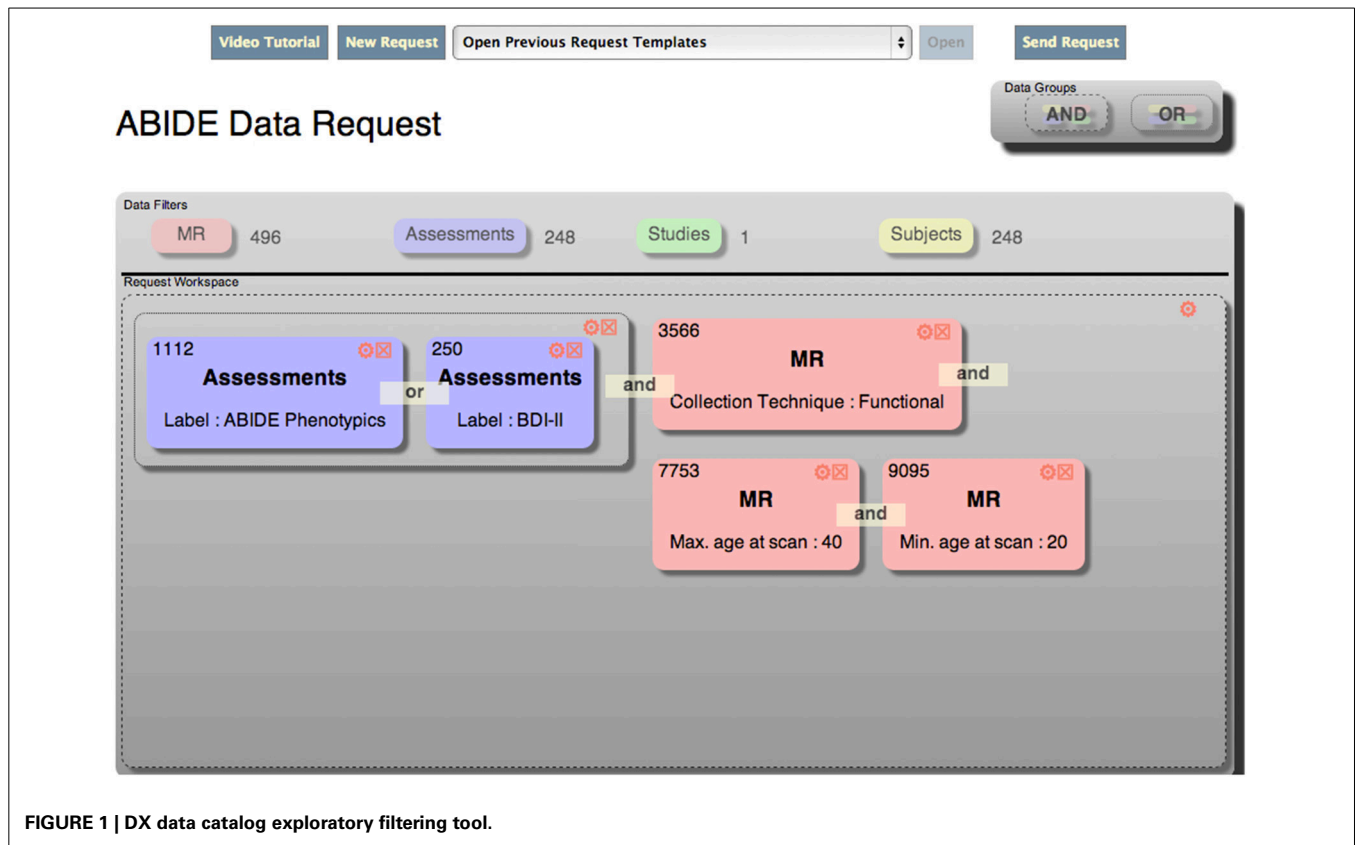 Video Tutorial New Request Open Previous Request Templates Open Send Request
Data Groups
AND OR
ABIDE Data Request
Data Filters
MR 496 Assessments 248 Studies 1 Subjects 248
Request Workspace
1112
Assessments
Label : ABIDE Phenotypics
or
250
Assessments
Label : BDI-II
and
3566
MR
Collection Technique : Functional
and
7753
MR
Max. age at scan : 40
and
9095
MR
Min. age at scan : 20
FIGURE 1 | DX data catalog exploratory filtering tool.